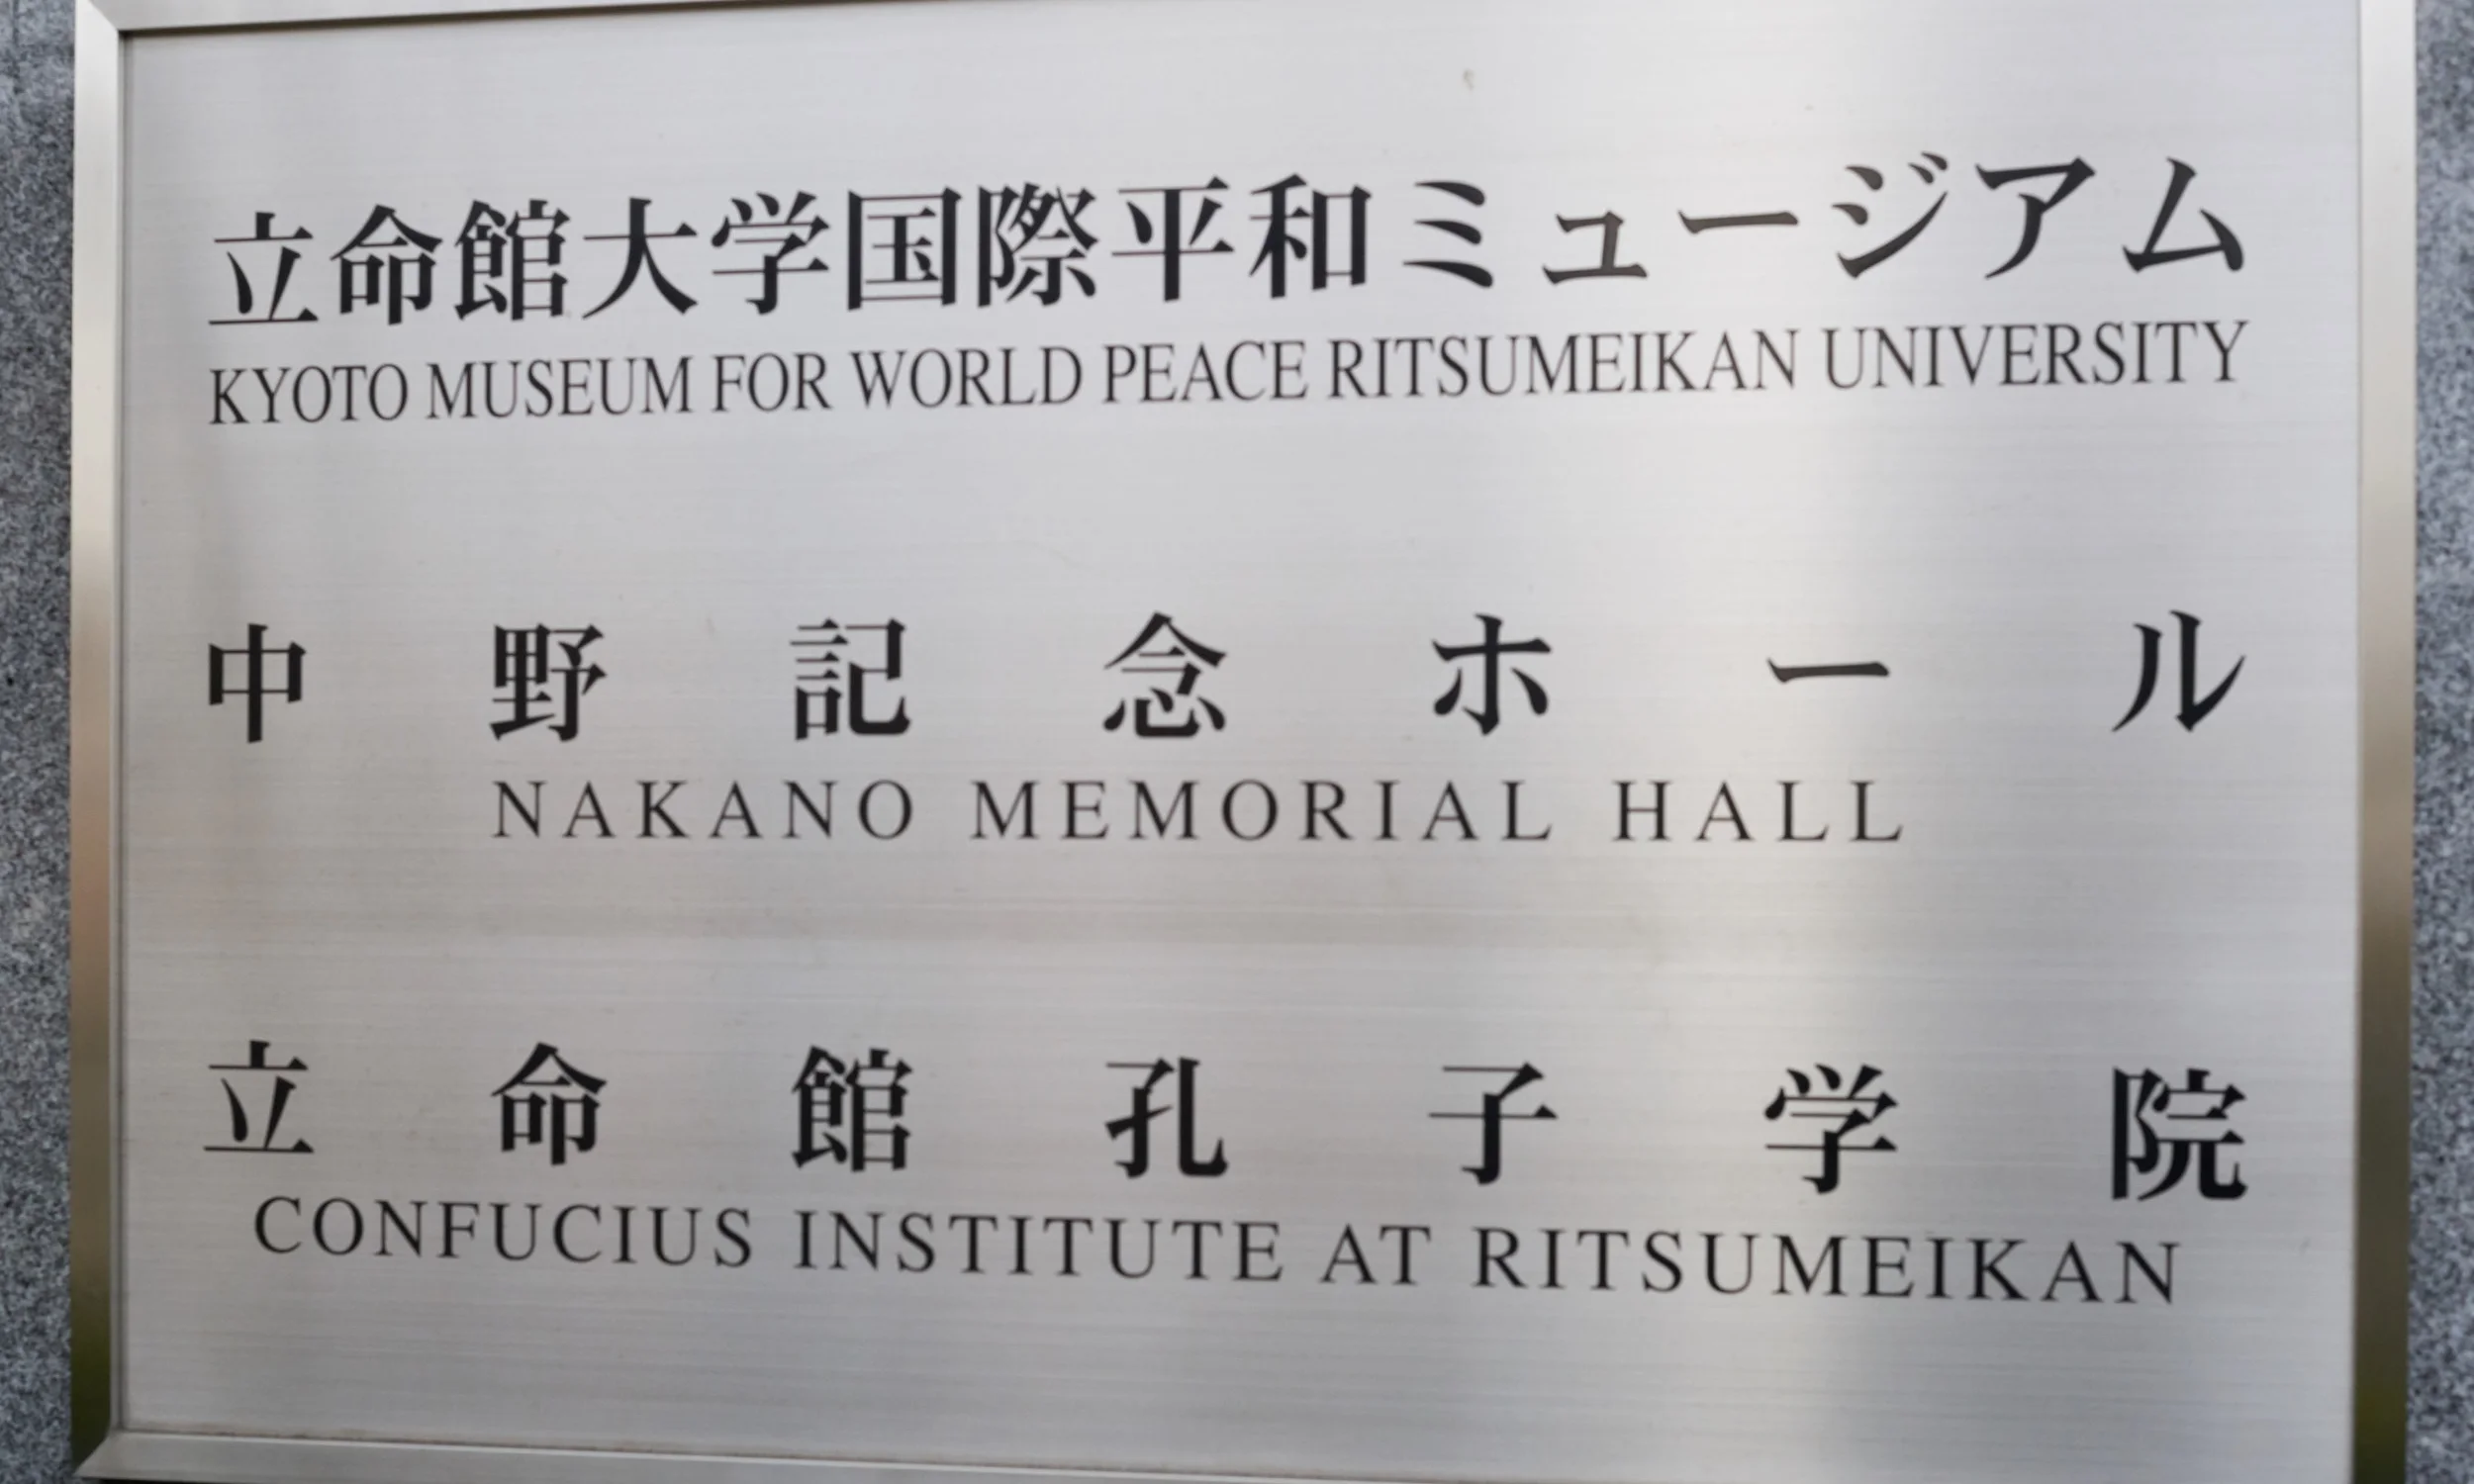 立命館大学国際平和ミュージアム
KYOTO MUSEUM FOR WORLD PEACE RITSUMEIKAN UNIVERSITY
中野記念ホール
NAKANO MEMORIAL HALL
立命館孔子学院
CONFUCIUS INSTITUTE AT RITSUMEIKAN